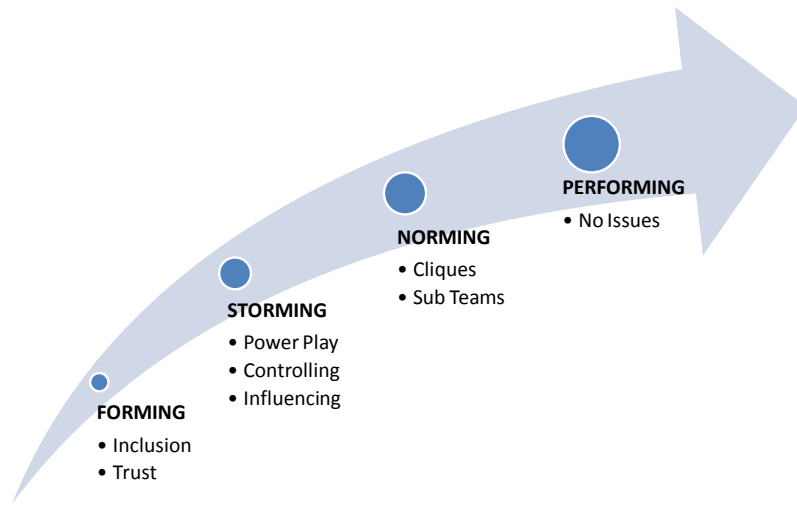 FORMING
• Inclusion
• Trust
STORMING
• Power Play
• Controlling
• Influencing
NORMING
• Cliques
• Sub Teams
PERFORMING
• No Issues